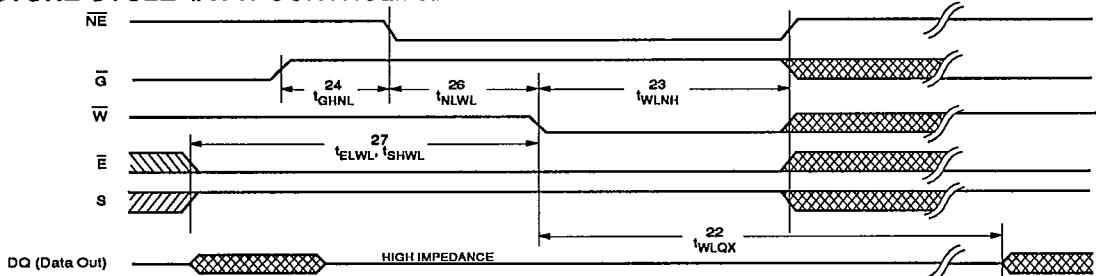 NE
G
24
tGHNL
26
tNLWL
23
tWLNH
W
27
tELWL, tSHWL
E
S
22
tWLQX
DQ (Data Out)
HIGH IMPEDANCE